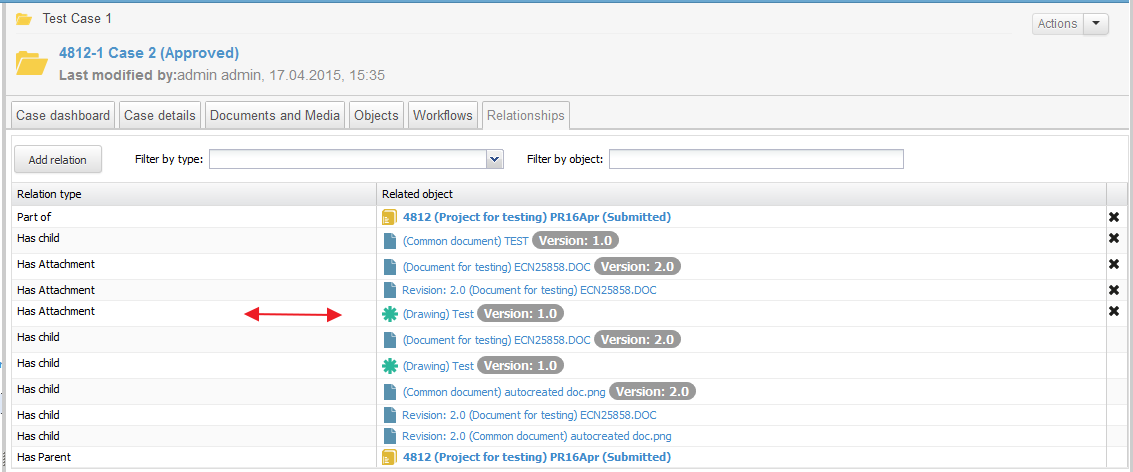 Test Case 1
Actions
4812-1 Case 2 (Approved)
Last modified by:admin admin, 17.04.2015, 15:35
Case dashboard Case details Documents and Media Objects Workflows Relationships
Add relation Filter by type: Filter by object:
Relation type Related object
Part of 4812 (Project for testing) PR16Apr (Submitted)
Has child (Common document) TEST Version: 1.0
Has Attachment (Document for testing) ECN25858.DOC Version: 2.0
Has Attachment Revision: 2.0 (Document for testing) ECN25858.DOC
Has Attachment (Drawing) Test Version: 1.0
Has child (Document for testing) ECN25858.DOC Version: 2.0
Has child (Drawing) Test Version: 1.0
Has child (Common document) autocreated doc.png Version: 2.0
Has child Revision: 2.0 (Document for testing) ECN25858.DOC
Has child Revision: 2.0 (Common document) autocreated doc.png
Has Parent 4812 (Project for testing) PR16Apr (Submitted)